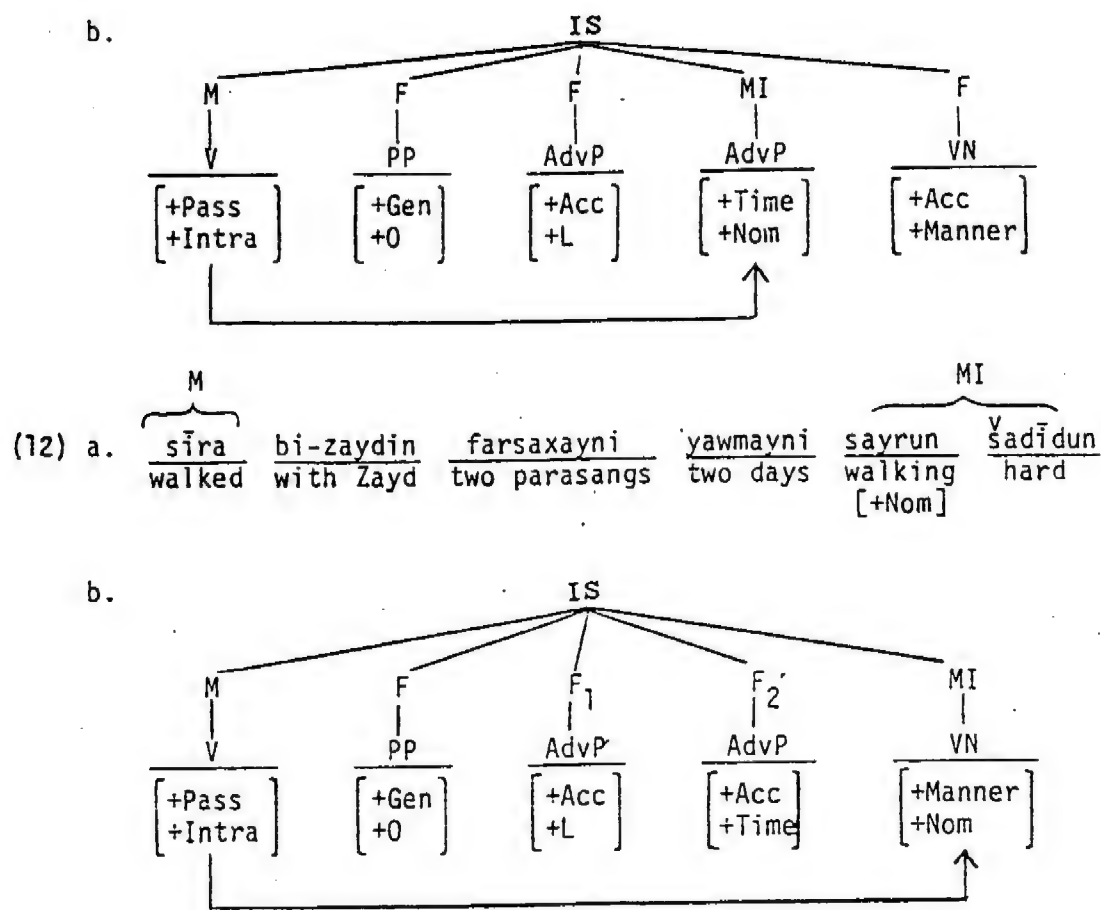 b.
IS
M F F MI F
V PP AdvP AdvP VN
[+Pass [+Gen [+Acc [+Time [+Acc
+Intra] +O] +L] +Nom] +Manner]
M MI
(12) a. sīra bi-zaydin farsaxayni yawmayni sayrun šadīdun
walked with Zayd two parasangs two days walking hard
[+Nom]
b.
IS
M F F1 F2 MI
V PP AdvP AdvP VN
[+Pass [+Gen [+Acc [+Acc [+Manner
+Intra] +O] +L] +Time] +Nom]